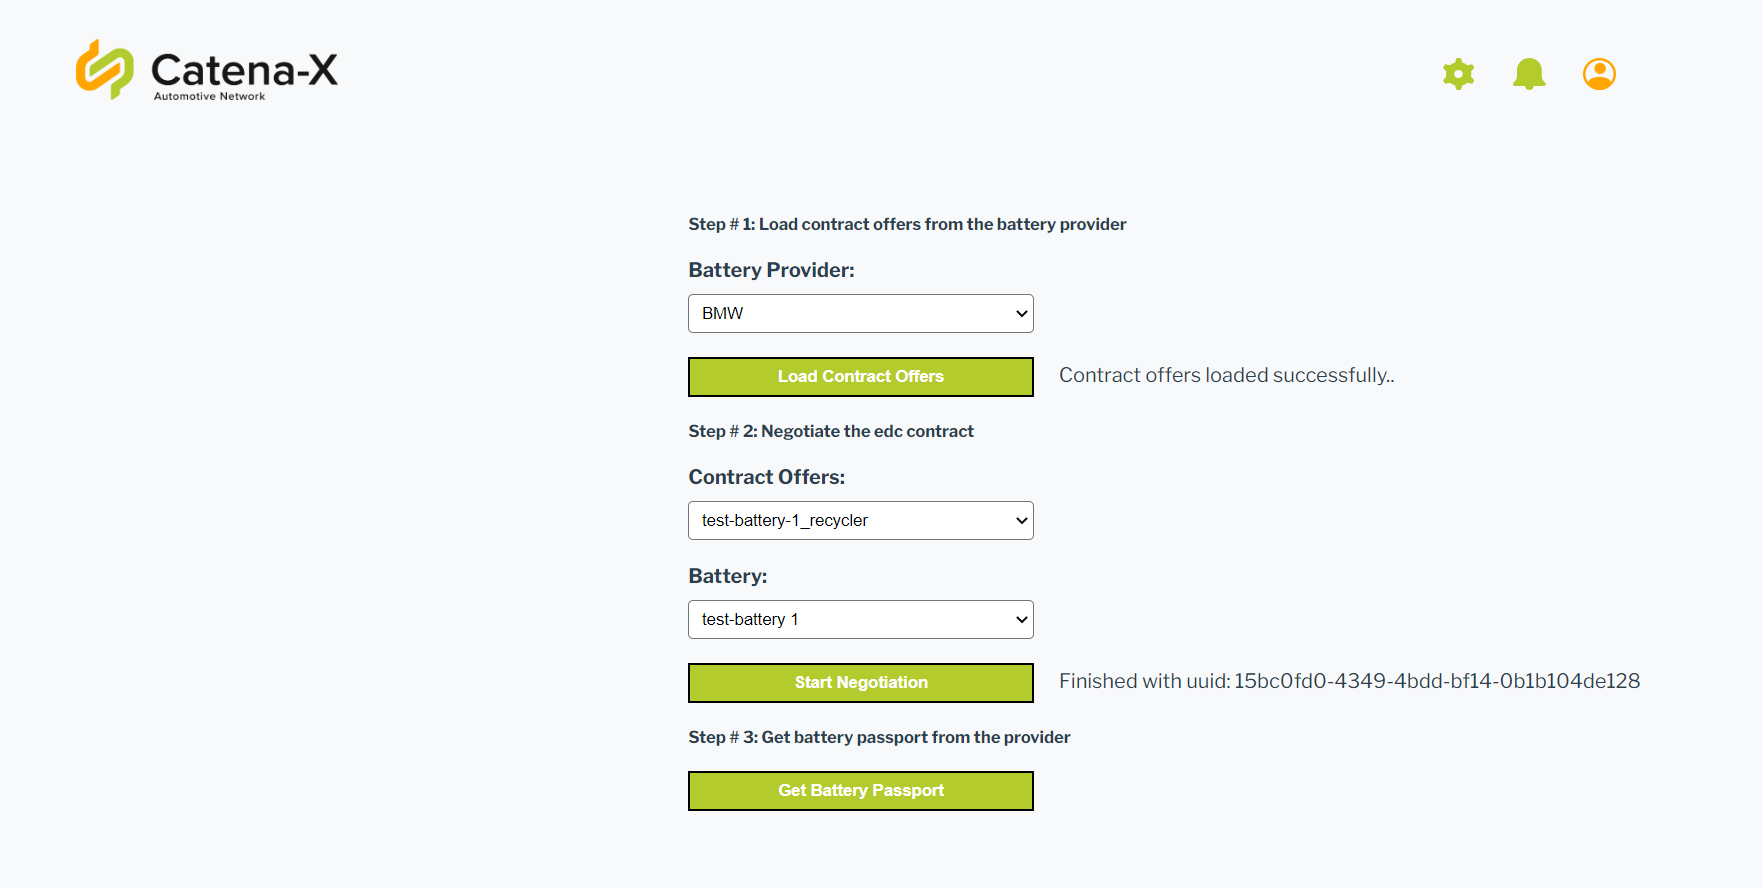 Catena-X
Automotive Network
Step # 1: Load contract offers from the battery provider
Battery Provider:
BMW
Load Contract Offers
Contract offers loaded successfully..
Step # 2: Negotiate the edc contract
Contract Offers:
test-battery-1_recycler
Battery:
test-battery 1
Start Negotiation
Finished with uuid: 15bc0fd0-4349-4bdd-bf14-0b1b104de128
Step # 3: Get battery passport from the provider
Get Battery Passport